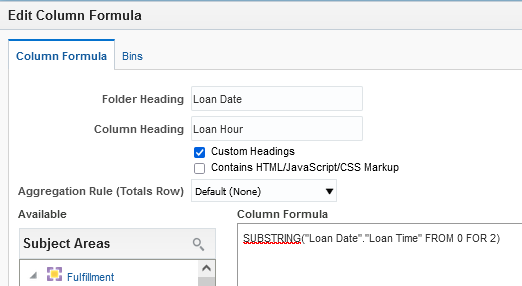 Edit Column Formula
Column Formula
Bins
Folder Heading Loan Date
Column Heading Loan Hour
Custom Headings
Contains HTML/JavaScript/CSS Markup
Aggregation Rule (Totals Row) Default (None)
Available
Column Formula
Subject Areas
SUBSTRING("Loan Date"."Loan Time" FROM 0 FOR 2)
Fulfillment